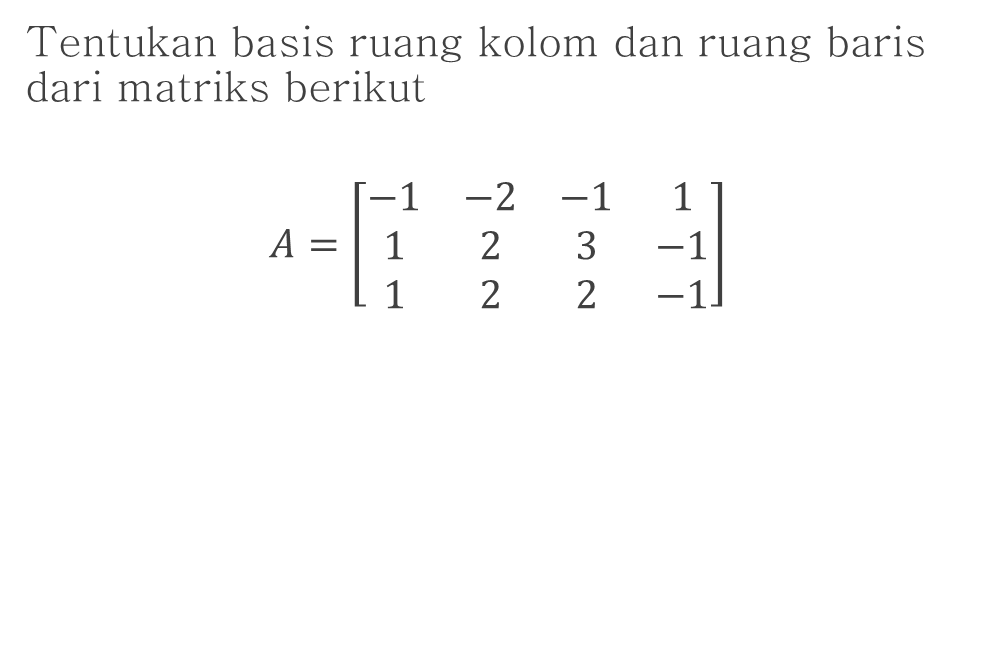 Tentukan basis ruang kolom dan ruang baris
dari matriks berikut
A = [−1 −2 −1 1
1 2 3 −1
1 2 2 −1]